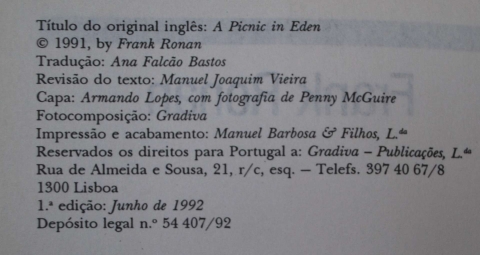 Título do original inglês: A Picnic in Eden
© 1991, by Frank Ronan
Tradução: Ana Falcão Bastos
Revisão do texto: Manuel Joaquim Vieira
Capa: Armando Lopes, com fotografia de Penny McGuire
Fotocomposição: Gradiva
Impressão e acabamento: Manuel Barbosa & Filhos, L.da
Reservados os direitos para Portugal a: Gradiva – Publicações, L.da
Rua de Almeida e Sousa, 21, r/c, esq. – Telefs. 397 40 67/8
1300 Lisboa
1.ª edição: Junho de 1992
Depósito legal n.º 54 407/92